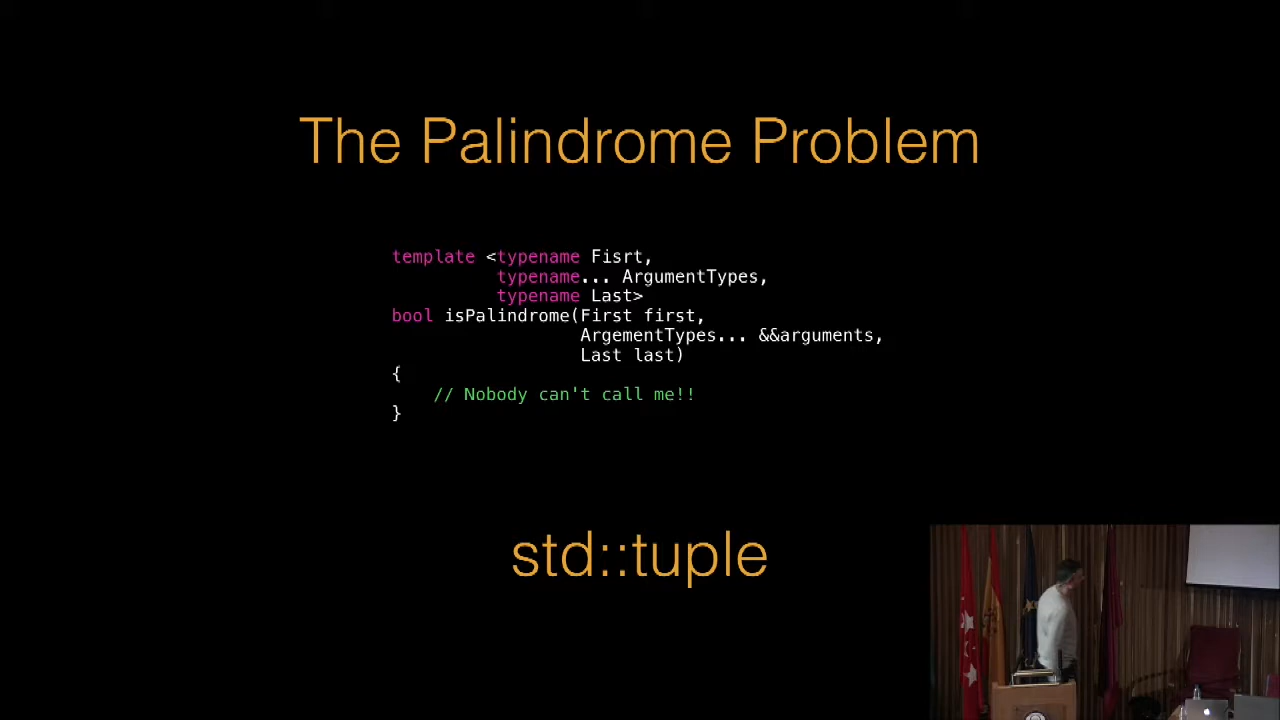 The Palindrome Problem
template <typename Fisrt,
typename... ArgumentTypes,
typename Last>
bool isPalindrome(First first,
ArgementTypes... &&arguments,
Last last)
{
// Nobody can't call me!!
}
std::tuple